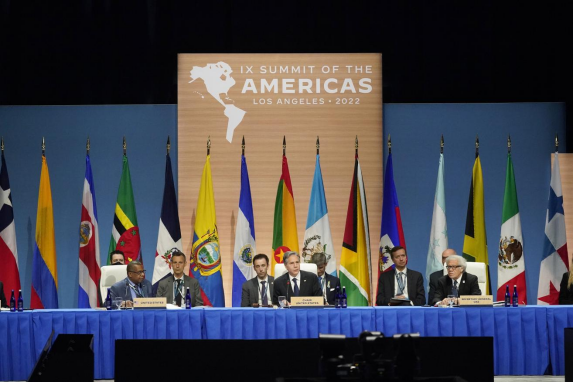 IX SUMMIT OF THE
AMERICAS
LOS ANGELES • 2022